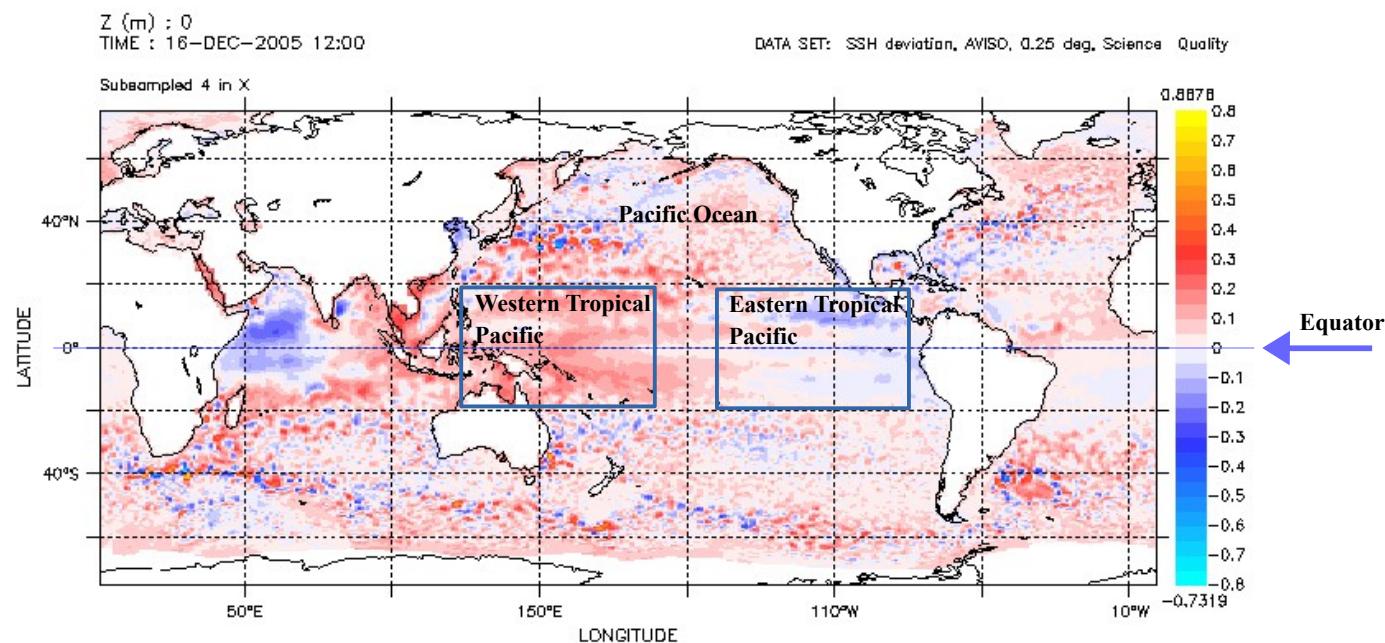 Z (m) : 0
TIME : 16-DEC-2005 12:00
DATA SET: SSH deviation, AVISO, 0.25 deg, Science Quality
Subsampled 4 in X
0.8878
0.8
0.7
0.6
0.5
0.4
0.3
0.2
0.1
0
-0.1
-0.2
-0.3
-0.4
-0.5
-0.6
-0.7
-0.8
-0.7319
Pacific Ocean
Western Tropical
Pacific
Eastern Tropical
Pacific
Equator
LATITUDE
40°N
0°
40°S
50°E
150°E
110°W
10°W
LONGITUDE